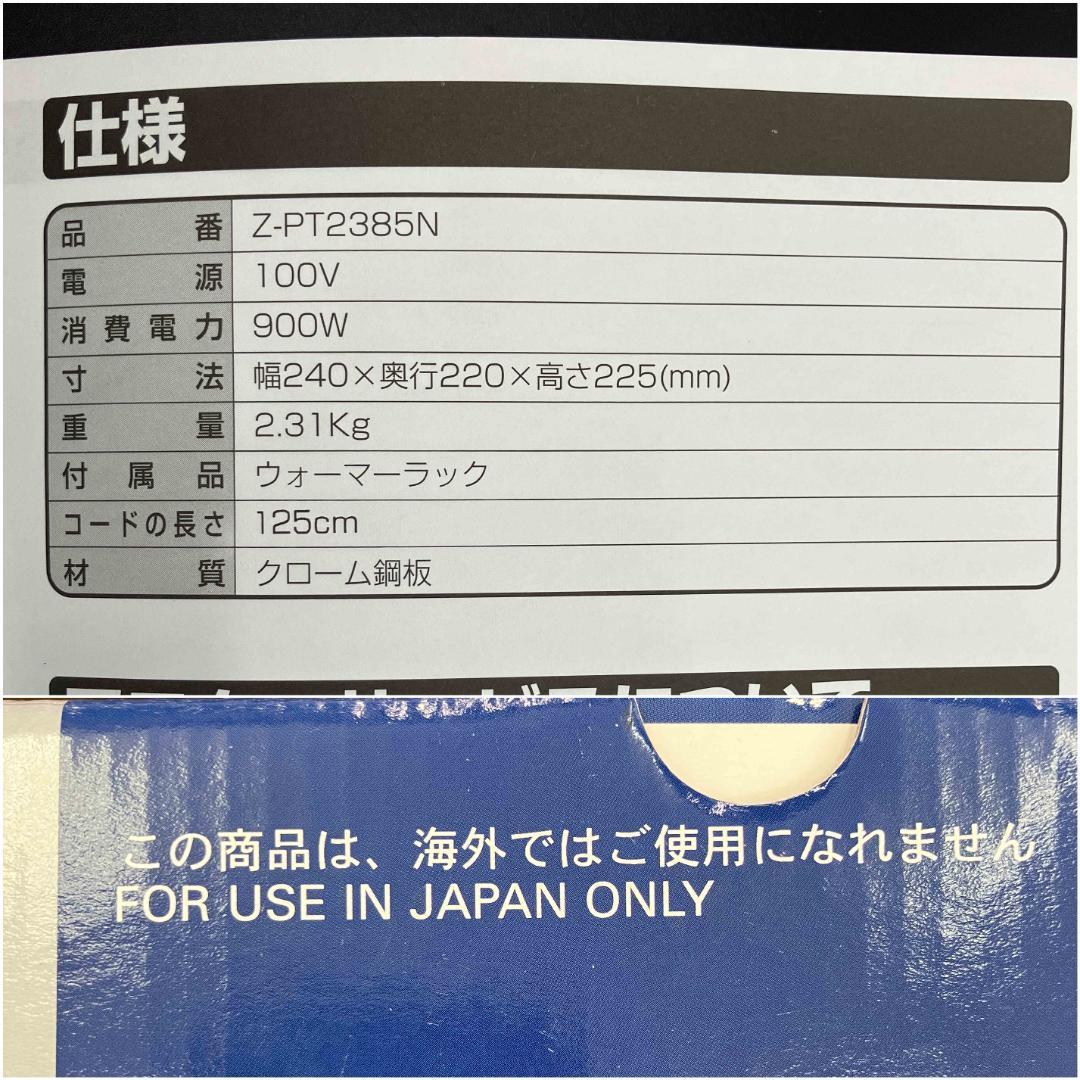 仕様
品番 Z-PT2385N
電源 100V
消費電力 900W
寸法 幅240×奥行220×高さ225(mm)
重量 2.31Kg
付属品 ウォーマーラック
コードの長さ 125cm
材質 クローム鋼板
について
この商品は、海外ではご使用になれません
FOR USE IN JAPAN ONLY